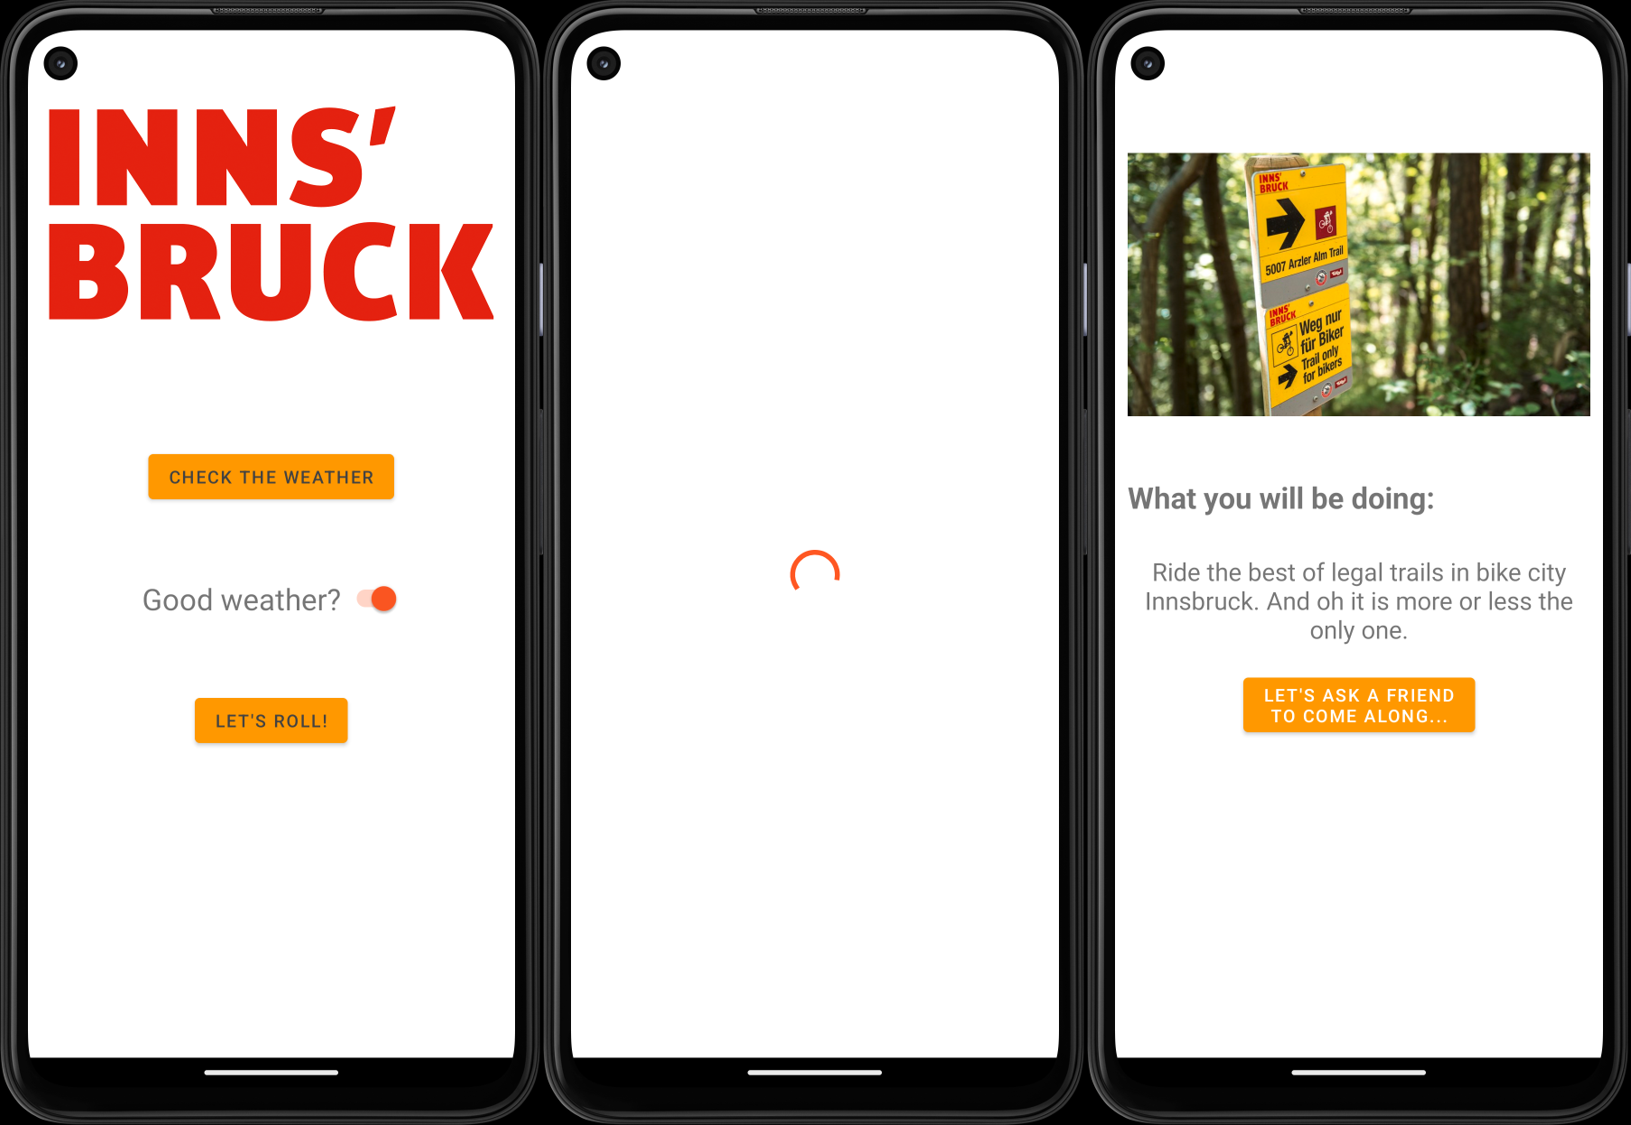 INNS'
BRUCK
CHECK THE WEATHER
Good weather?
LET'S ROLL!
INNS'
BRUCK
5007 Arzler Alm Trail
INNS'
BRUCK
Weg nur
für Biker
Trail only
for bikers
What you will be doing:
Ride the best of legal trails in bike city
Innsbruck. And oh it is more or less the
only one.
LET'S ASK A FRIEND
TO COME ALONG...